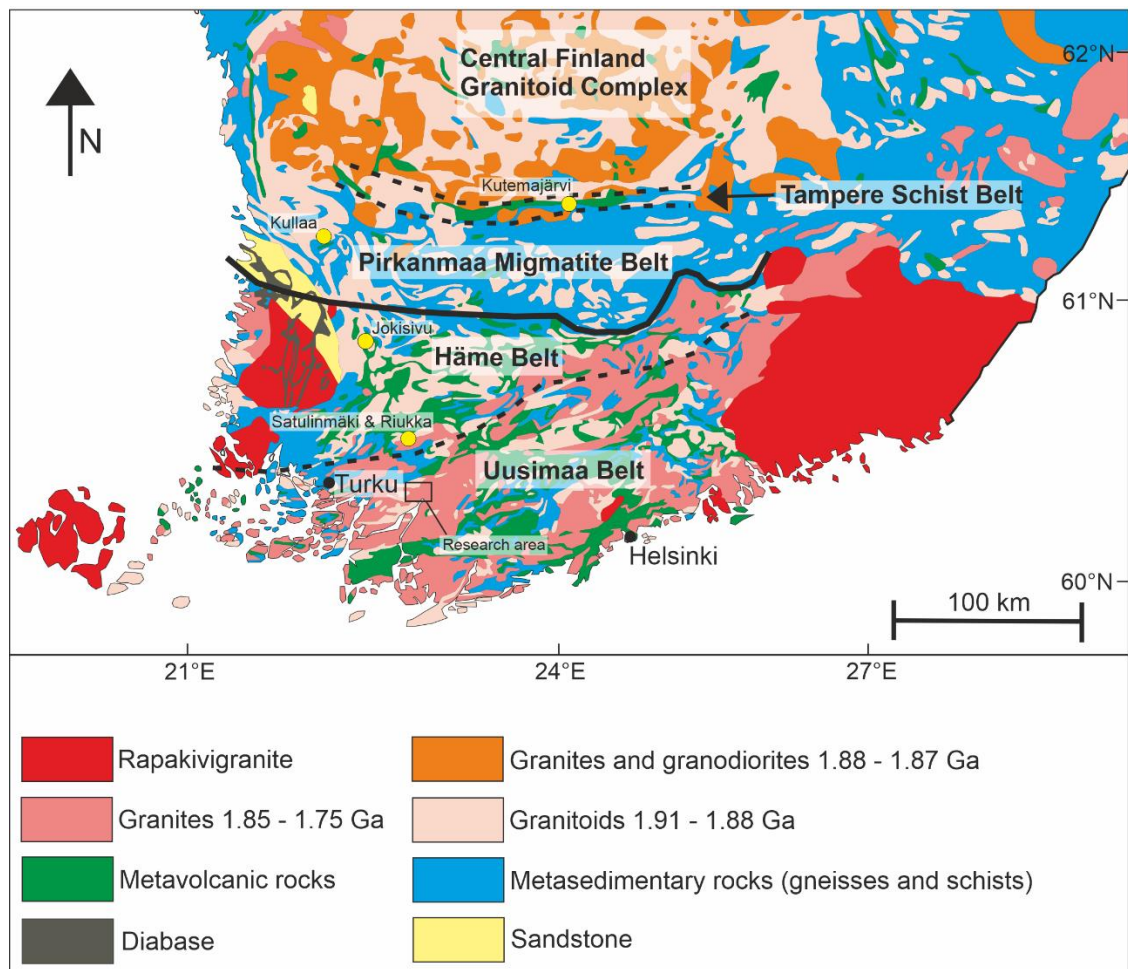 Central Finland
Granitoid Complex
62°N
N
Kutemajärvi
Tampere Schist Belt
Kullaa
Pirkanmaa Migmatite Belt
61°N
Jokisivu
Häme Belt
Satulinmäki & Riukka
Uusimaa Belt
Turku
Research area
Helsinki
60°N
100 km
21°E
24°E
27°E
Rapakivigranite
Granites and granodiorites 1.88 - 1.87 Ga
Granites 1.85 - 1.75 Ga
Granitoids 1.91 - 1.88 Ga
Metavolcanic rocks
Metasedimentary rocks (gneisses and schists)
Diabase
Sandstone